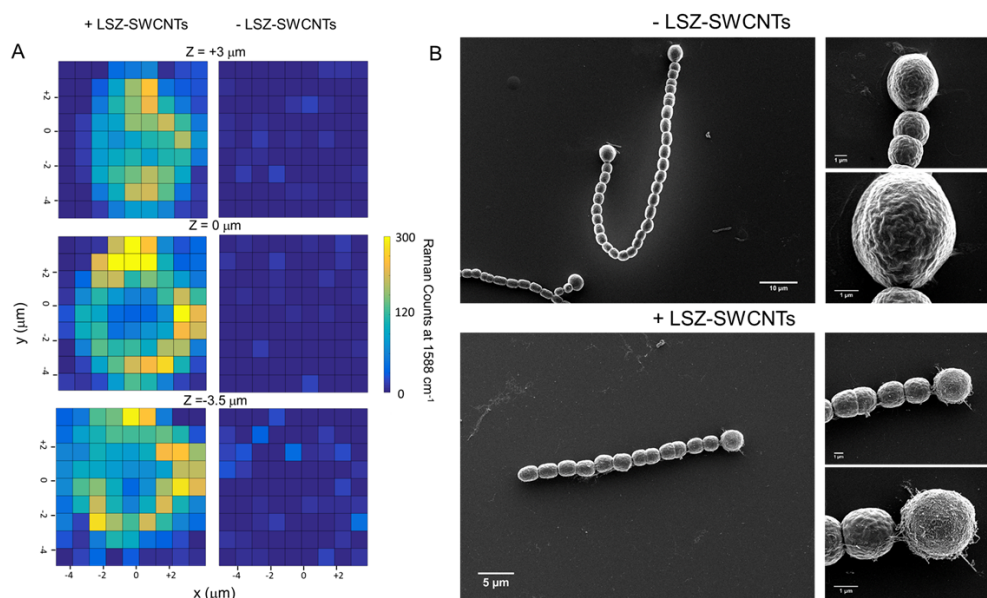 + LSZ-SWCNTs
- LSZ-SWCNTs
A
Z = +3 μm
+2
0
-2
-4
Z = 0 μm
+2
0
-2
-4
Z =-3.5 μm
+2
0
-2
-4
-4
-2
0
+2
-4
-2
0
+2
y (μm)
x (μm)
300
120
0
Raman Counts at 1588 cm⁻¹
B
- LSZ-SWCNTs
10 μm
1 μm
1 μm
+ LSZ-SWCNTs
5 μm
1 μm
1 μm